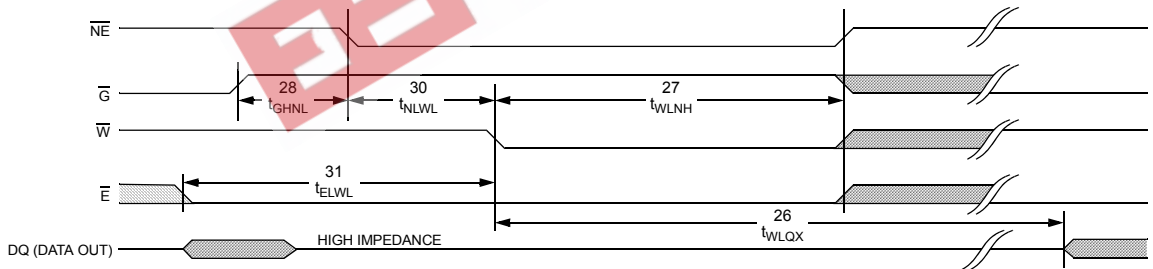 NE
G
28
tGHNL
30
tNLWL
27
tWLNH
W
31
tELWL
E
26
tWLQX
DQ (DATA OUT)
HIGH IMPEDANCE